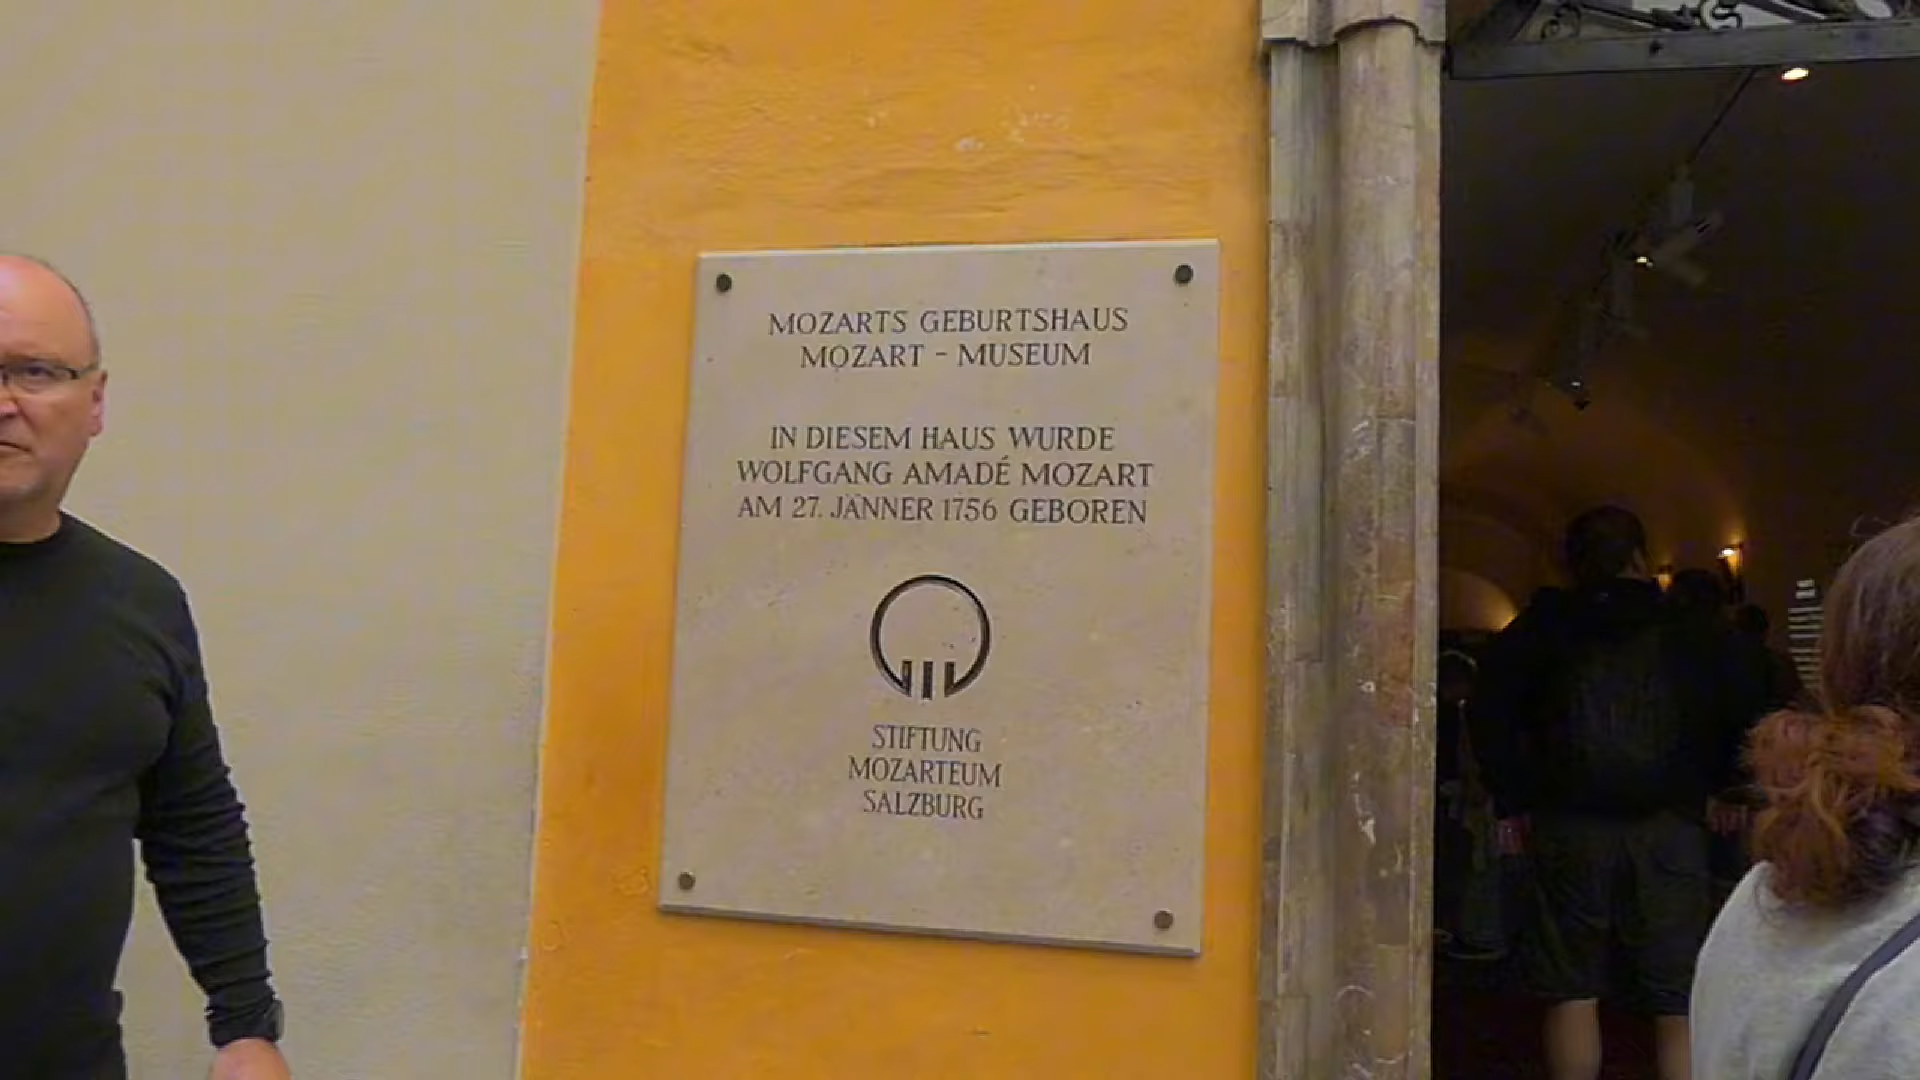 MOZARTS GEBURTSHAUS
MOZART - MUSEUM
IN DIESEM HAUS WURDE
WOLFGANG AMADÉ MOZART
AM 27. JÄNNER 1756 GEBOREN
STIFTUNG
MOZARTEUM
SALZBURG